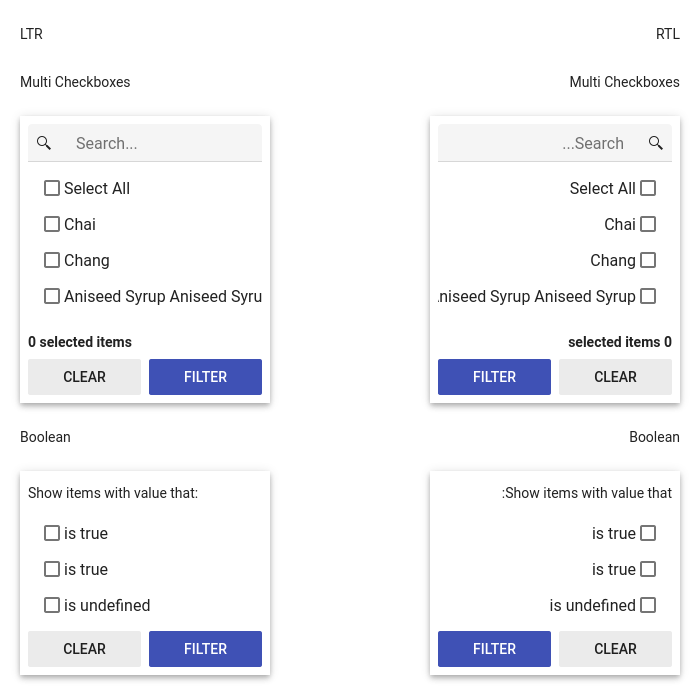 LTR
Multi Checkboxes
Search...
Select All
Chai
Chang
Aniseed Syrup Aniseed Syru
0 selected items
CLEAR FILTER
Boolean
Show items with value that:
is true
is true
is undefined
CLEAR FILTER
RTL
Multi Checkboxes
...Search
Select All
Chai
Chang
niseed Syrup Aniseed Syrup
selected items 0
FILTER CLEAR
Boolean
:Show items with value that
is true
is true
is undefined
FILTER CLEAR